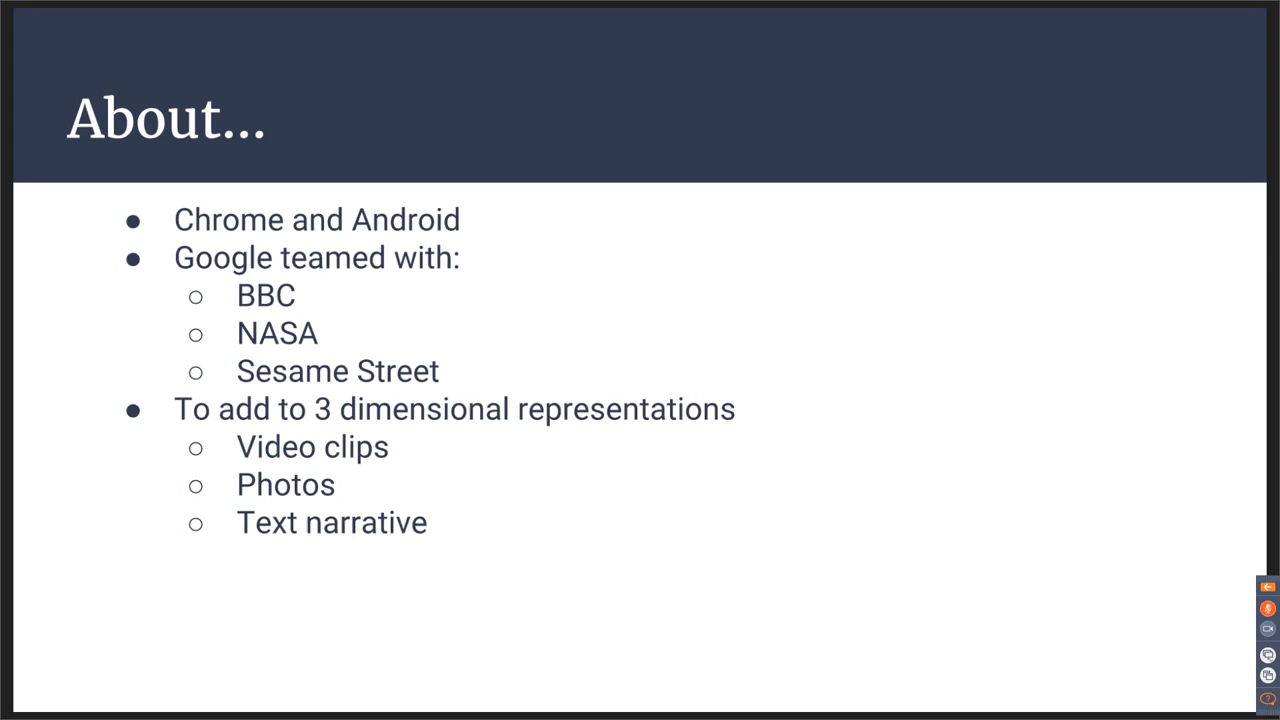 About...
● Chrome and Android
● Google teamed with:
○ BBC
○ NASA
○ Sesame Street
● To add to 3 dimensional representations
○ Video clips
○ Photos
○ Text narrative